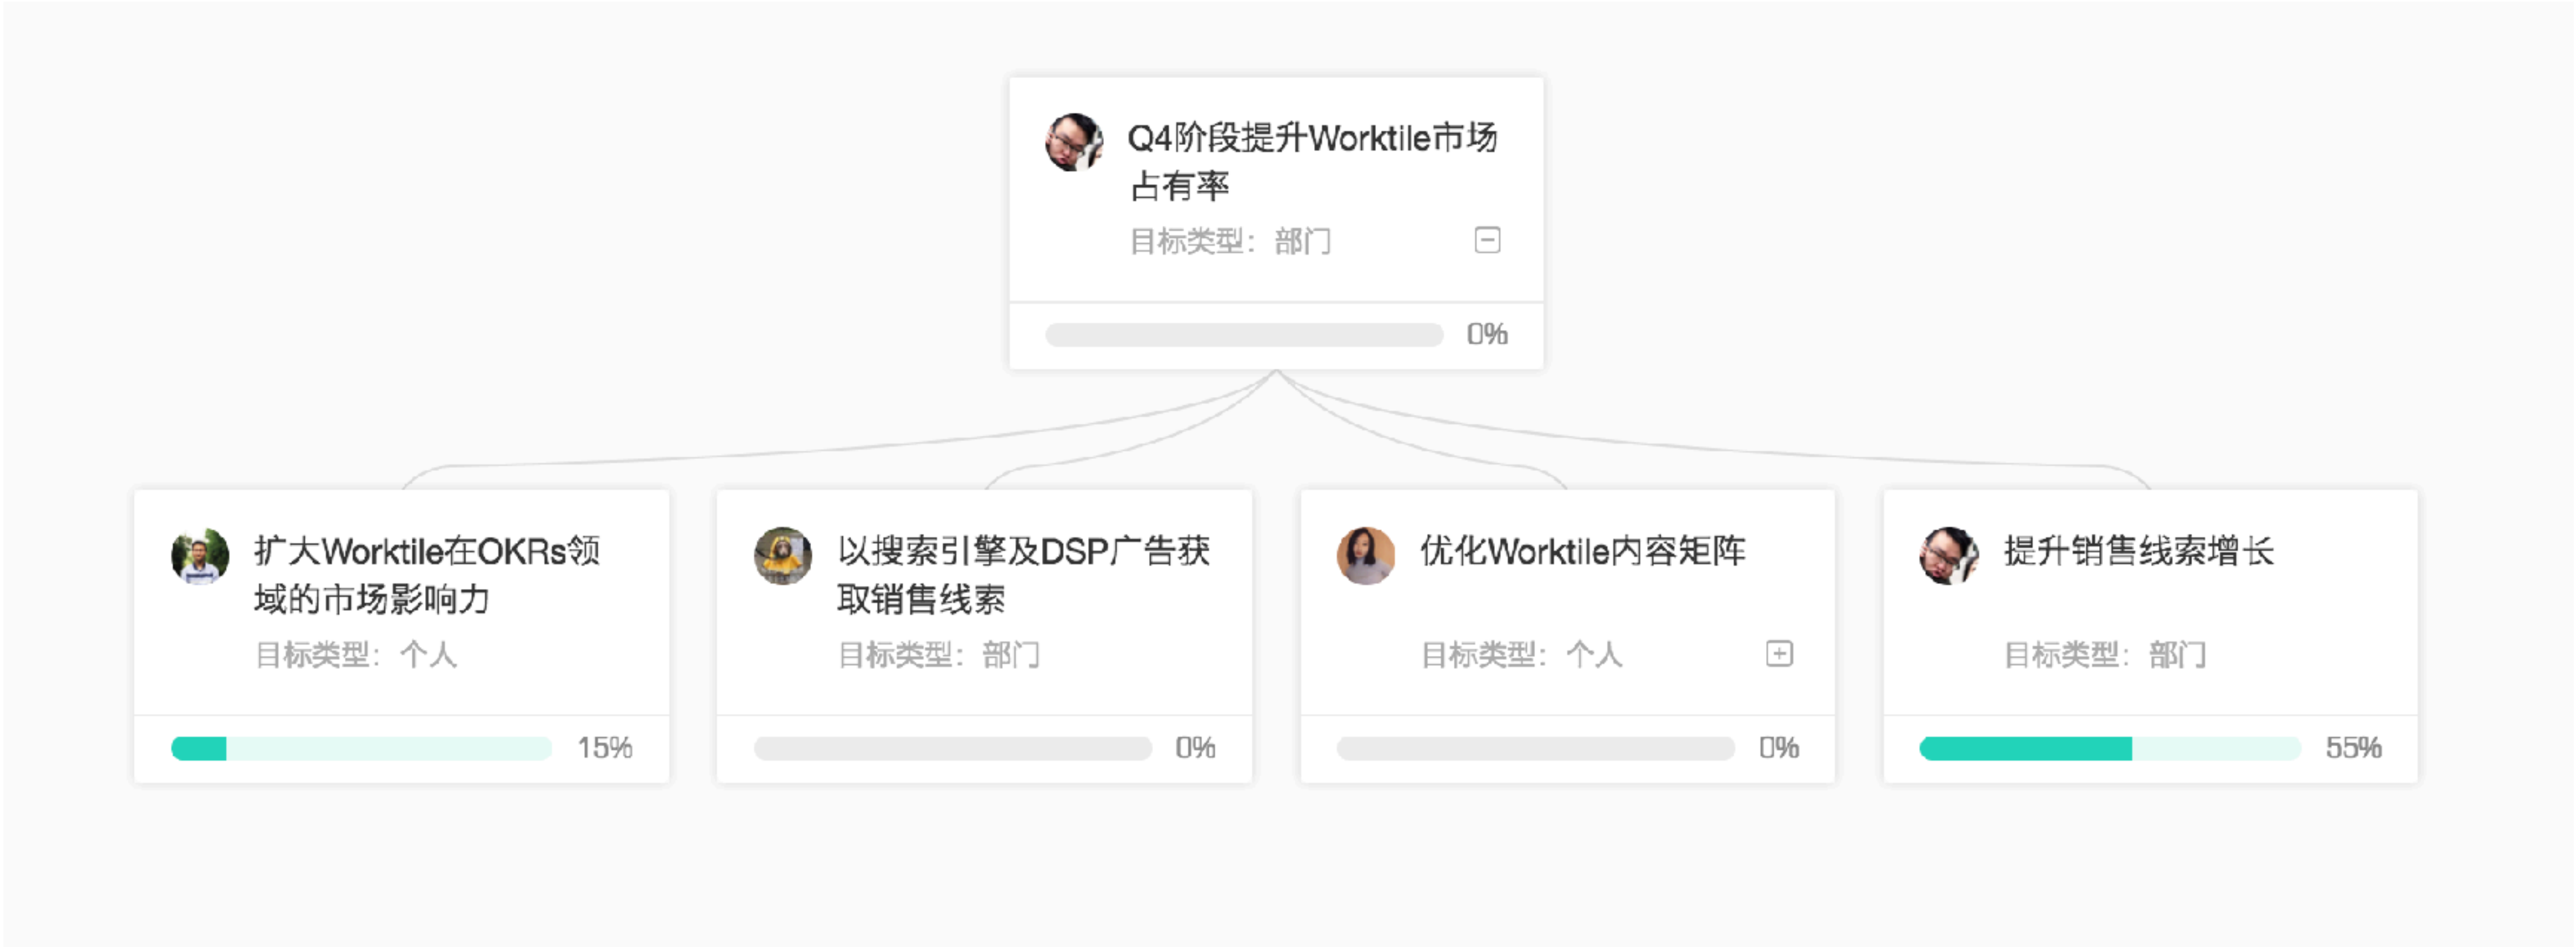 Q4阶段提升Worktile市场
占有率
目标类型：部门
0%
扩大Worktile在OKRs领
域的市场影响力
目标类型：个人
15%
以搜索引擎及DSP广告获
取销售线索
目标类型：部门
0%
优化Worktile内容矩阵
目标类型：个人
0%
提升销售线索增长
目标类型：部门
55%